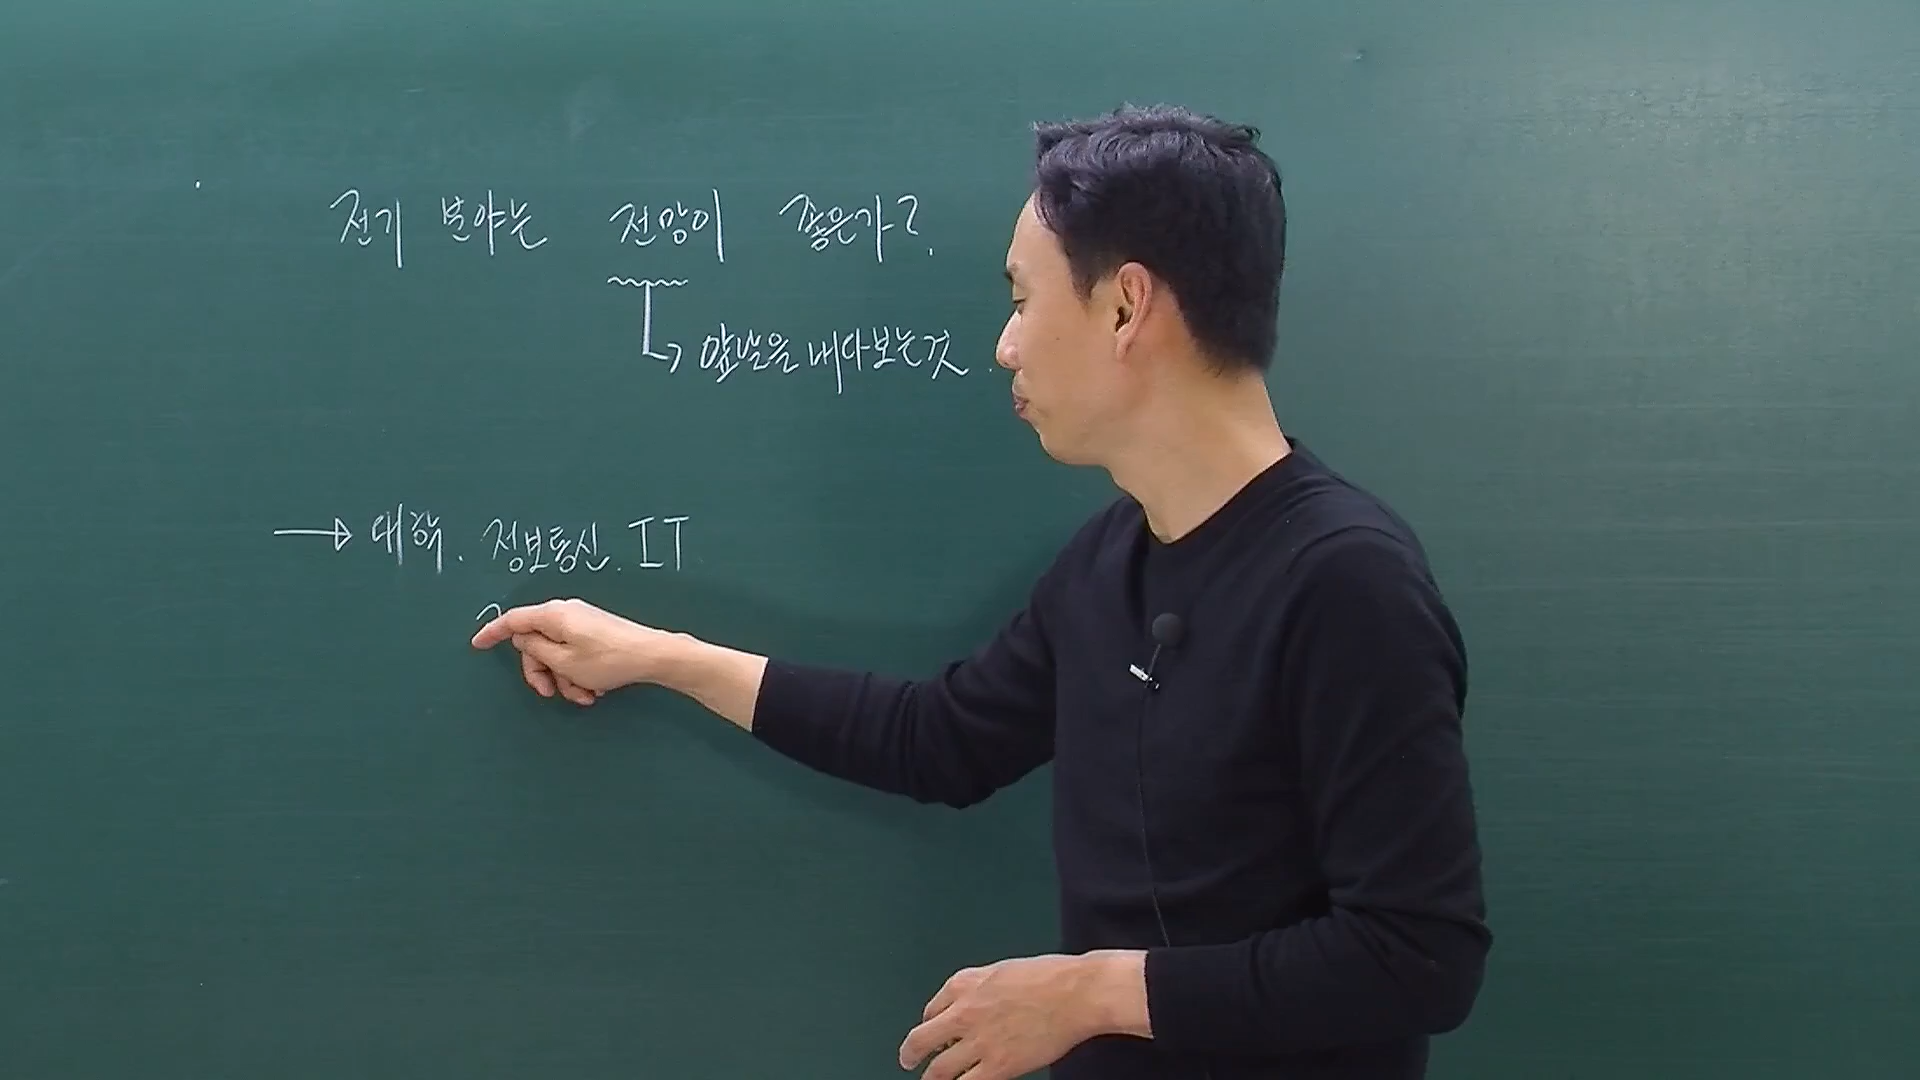 전기 분야는 전망이 좋은가?
앞날을 내다보는것.
→ 대학. 정보통신. IT